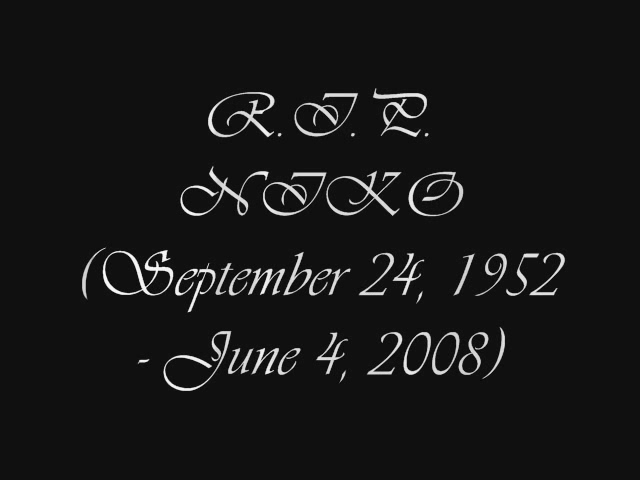 R.I.P.
NIKO
(September 24, 1952
- June 4, 2008)